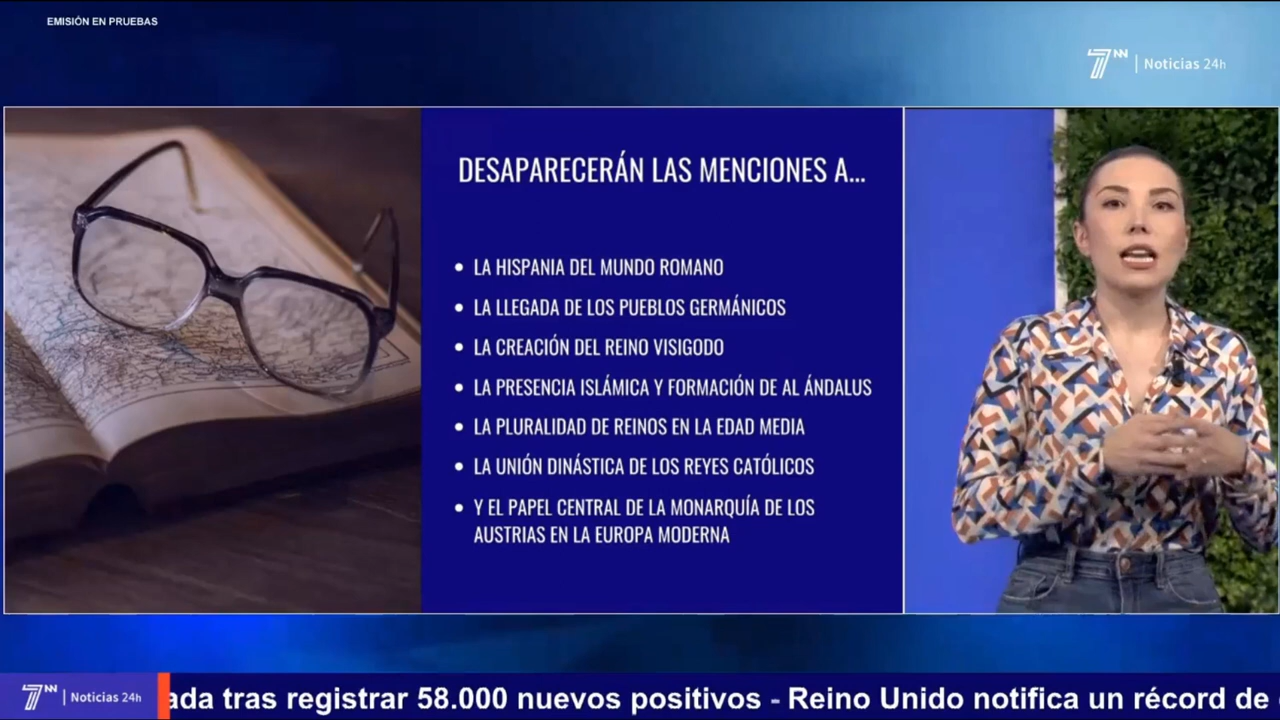 EMISIÓN EN PRUEBAS
7NN | Noticias 24h
DESAPARECERÁN LAS MENCIONES A...
• LA HISPANIA DEL MUNDO ROMANO
• LA LLEGADA DE LOS PUEBLOS GERMÁNICOS
• LA CREACIÓN DEL REINO VISIGODO
• LA PRESENCIA ISLÁMICA Y FORMACIÓN DE AL ÁNDALUS
• LA PLURALIDAD DE REINOS EN LA EDAD MEDIA
• LA UNIÓN DINÁSTICA DE LOS REYES CATÓLICOS
• Y EL PAPEL CENTRAL DE LA MONARQUÍA DE LOS
AUSTRIAS EN LA EUROPA MODERNA
7NN | Noticias 24h
ada tras registrar 58.000 nuevos positivos - Reino Unido notifica un récord de